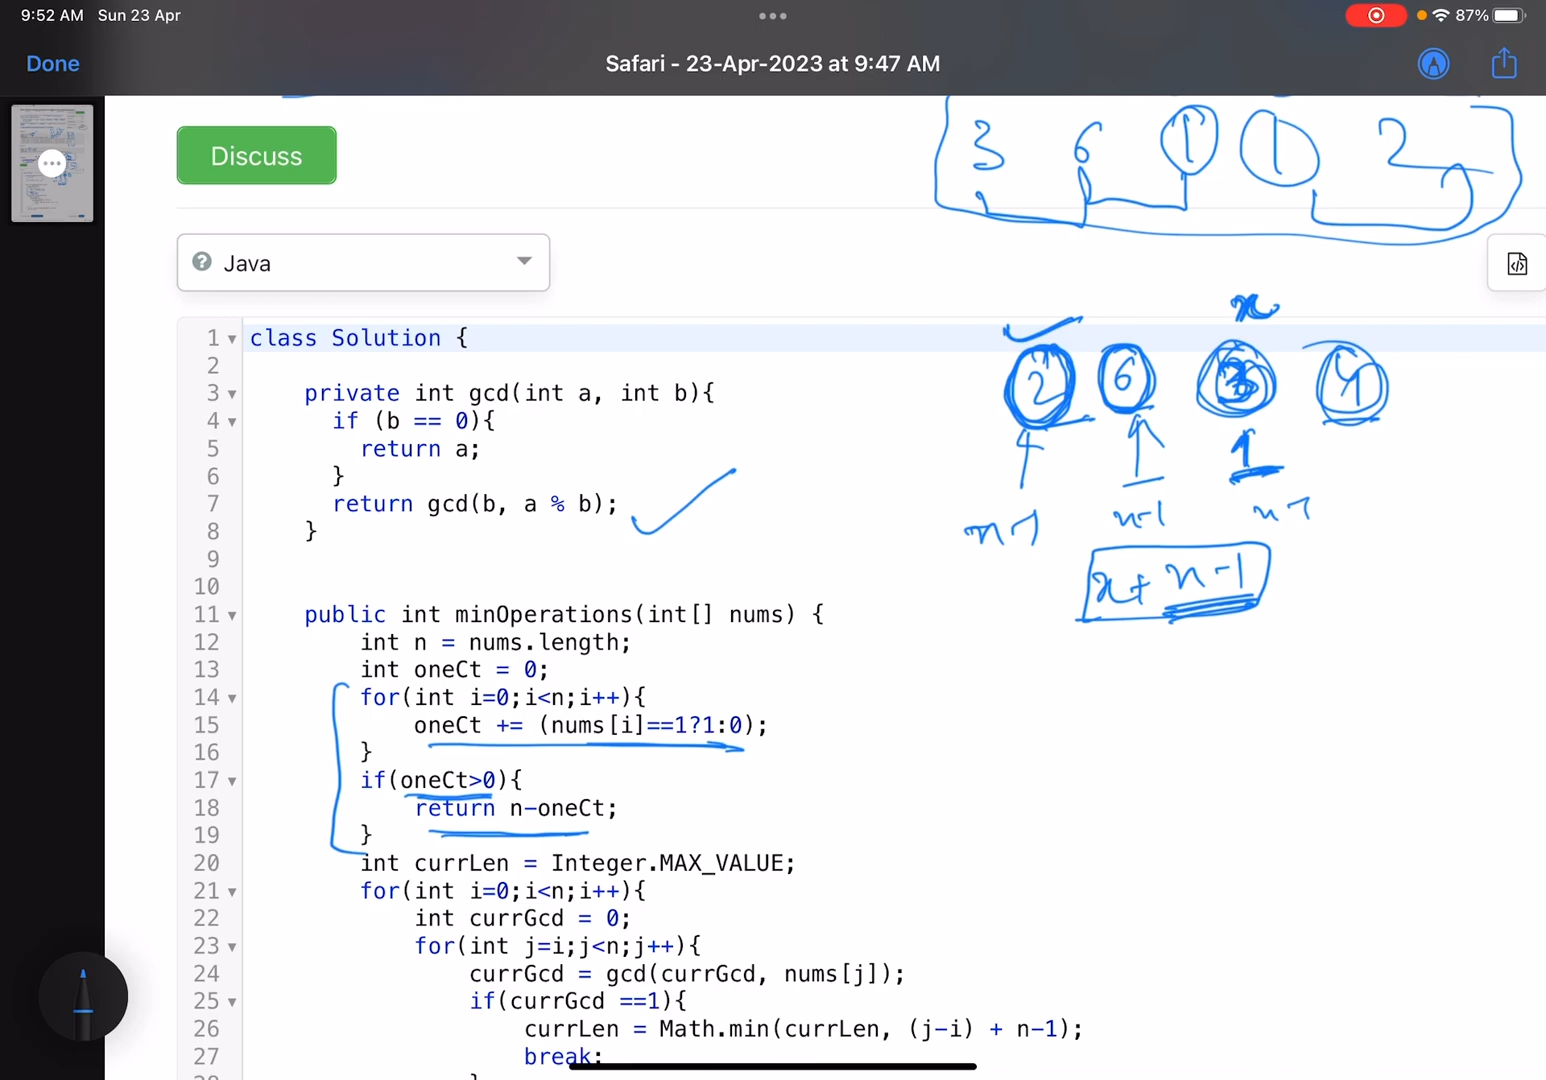 9:52 AM Sun 23 Apr
87%
Done
Safari - 23-Apr-2023 at 9:47 AM
3 6 1 1 2
Discuss
Java
x
2 6 3 4
1
n-1
x + n-1
1 class Solution {
2
3 private int gcd(int a, int b){
4 if (b == 0){
5 return a;
6 }
7 return gcd(b, a % b);
8 }
9
10
11 public int minOperations(int[] nums) {
12 int n = nums.length;
13 int oneCt = 0;
14 for(int i=0;i<n;i++){
15 oneCt += (nums[i]==1?1:0);
16 }
17 if(oneCt>0){
18 return n-oneCt;
19 }
20 int currLen = Integer.MAX_VALUE;
21 for(int i=0;i<n;i++){
22 int currGcd = 0;
23 for(int j=i;j<n;j++){
24 currGcd = gcd(currGcd, nums[j]);
25 if(currGcd ==1){
26 currLen = Math.min(currLen, (j-i) + n-1);
27 break;